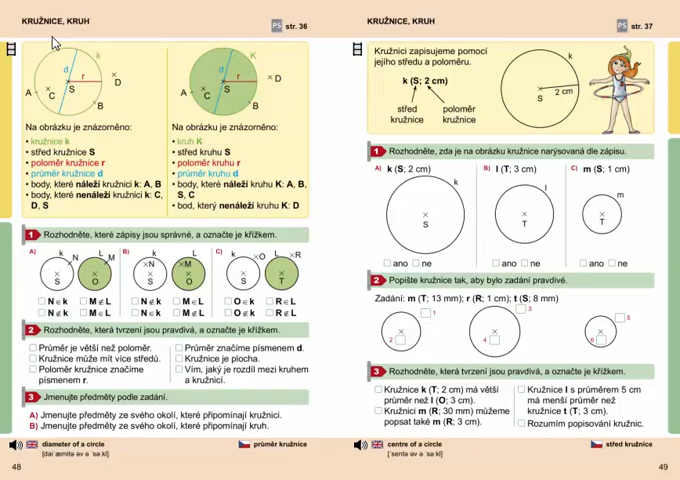 KRUŽNICE, KRUH
PS str. 36
k
d
r
S
A
C
B
D
K
d
r
S
A
C
B
D
Na obrázku je znázorněno:
• kružnice k
• střed kružnice S
• poloměr kružnice r
• průměr kružnice d
• body, které náleží kružnici k: A, B
• body, které nenáleží kružnici k: C,
D, S
Na obrázku je znázorněno:
• kruh K
• střed kruhu S
• poloměr kruhu r
• průměr kruhu d
• body, které náleží kruhu K: A, B,
S, C
• bod, který nenáleží kruhu K: D
1 Rozhodněte, které zápisy jsou správné, a označte je křížkem.
A) k N L M S O
B) k N L M S O
C) k O L R S T
N ∈ k M ∉ L N ∉ k M ∈ L O ∈ k R ∈ L
N ∉ k M ∈ L N ∈ k M ∉ L O ∉ k R ∉ L
2 Rozhodněte, která tvrzení jsou pravdivá, a označte je křížkem.
Průměr je větší než poloměr.
Kružnice může mít více středů.
Poloměr kružnice značíme
písmenem r.
Průměr značíme písmenem d.
Kružnice je plocha.
Vím, jaký je rozdíl mezi kruhem
a kružnicí.
3 Jmenujte předměty podle zadání.
A) Jmenujte předměty ze svého okolí, které připomínají kružnici.
B) Jmenujte předměty ze svého okolí, které připomínají kruh.
diameter of a circle
průměr kružnice
48
KRUŽNICE, KRUH
PS str. 37
Kružnici zapisujeme pomocí
jejího středu a poloměru.
k (S; 2 cm)
střed
kružnice
poloměr
kružnice
k
2 cm
S
1 Rozhodněte, zda je na obrázku kružnice narýsovaná dle zápisu.
A) k (S; 2 cm) B) l (T; 3 cm) C) m (S; 1 cm)
k
S
l
T
m
T
ano ne ano ne ano ne
2 Popište kružnice tak, aby bylo zadání pravdivé.
Zadání: m (T; 13 mm); r (R; 1 cm); t (S; 8 mm)
1
2
3
4
5
6
3 Rozhodněte, která tvrzení jsou pravdivá, a označte je křížkem.
Kružnice k (T; 2 cm) má větší
průměr než l (O; 3 cm).
Kružnici m (R; 30 mm) můžeme
popsat také m (R; 3 cm).
Kružnice l s průměrem 5 cm
má menší průměr než
kružnice t (T; 3 cm).
Rozumím popisování kružnic.
centre of a circle
střed kružnice
49